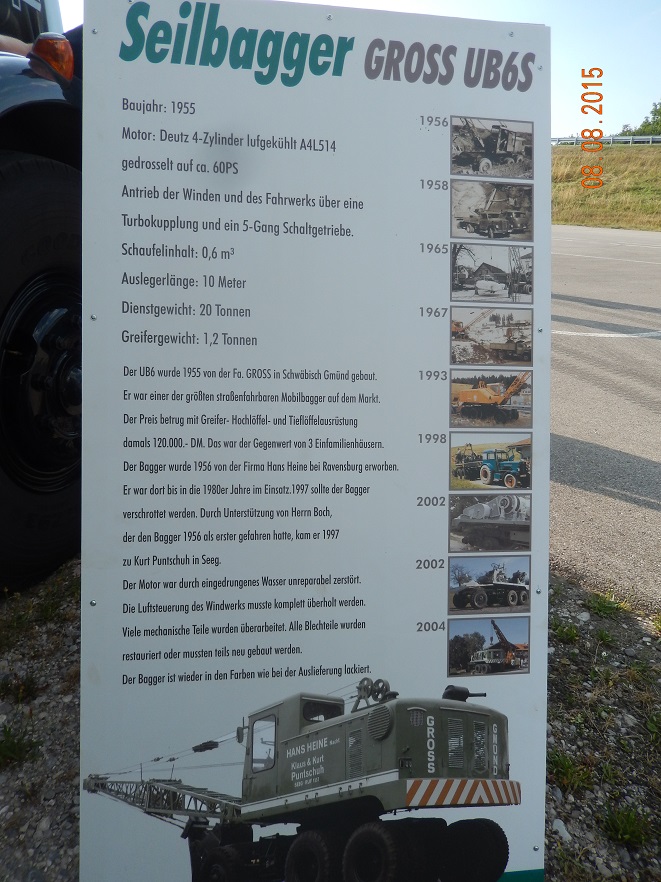 Seilbagger GROSS UB6S
Baujahr: 1955
Motor: Deutz 4-Zylinder lufgekühlt A4L514
gedrosselt auf ca. 60PS
Antrieb der Winden und des Fahrwerks über eine
Turbokupplung und ein 5-Gang Schaltgetriebe.
Schaufelinhalt: 0,6 m³
Auslegerlänge: 10 Meter
Dienstgewicht: 20 Tonnen
Greifergewicht: 1,2 Tonnen
Der UB6 wurde 1955 von der Fa. GROSS in Schwäbisch Gmünd gebaut.
Er war einer der größten straßenfahrbaren Mobilbagger auf dem Markt.
Der Preis betrug mit Greifer- Hochlöffel- und Tieflöffelausrüstung
damals 120.000.- DM. Das war der Gegenwert von 3 Einfamilienhäusern.
Der Bagger wurde 1956 von der Firma Hans Heine bei Ravensburg erworben.
Er war dort bis in die 1980er Jahre im Einsatz.1997 sollte der Bagger
verschrottet werden. Durch Unterstützung von Herrn Boch,
der den Bagger 1956 als erster gefahren hatte, kam er 1997
zu Kurt Puntschuh in Seeg.
Der Motor war durch eingedrungenes Wasser unreparabel zerstört.
Die Luftsteuerung des Windwerks musste komplett überholt werden.
Viele mechanische Teile wurden überarbeitet. Alle Blechteile wurden
restauriert oder mussten teils neu gebaut werden.
Der Bagger ist wieder in den Farben wie bei der Auslieferung lackiert.
1956
1958
1965
1967
1993
1998
2002
2002
2004
HANS HEINE
Klaus & Kurt
Puntschuh
GROSS
GMÜND
08.08.2015